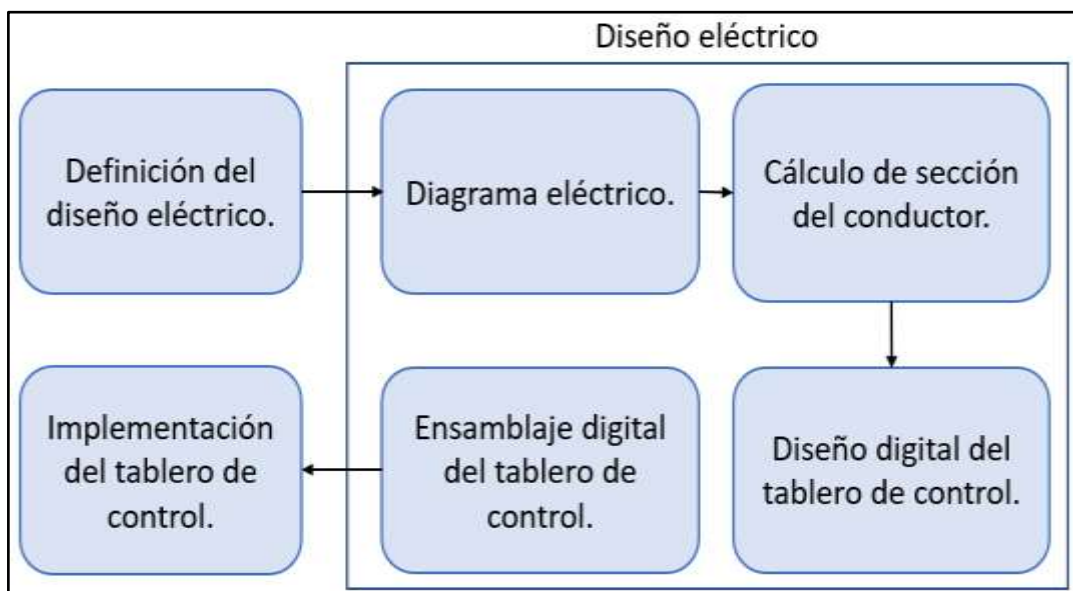 Diseño eléctrico
Definición del
diseño eléctrico.
Diagrama eléctrico.
Cálculo de sección
del conductor.
Implementación
del tablero de
control.
Ensamblaje digital
del tablero de
control.
Diseño digital del
tablero de control.